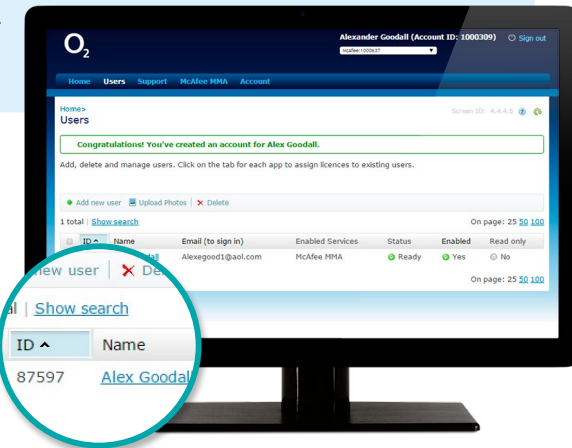 O2
Alexander Goodall (Account ID: 1000309) Sign out
McAfee:1000637
Home Users Support McAfee MMA Account
Home>
Users
Screen ID: 4.4.4.5
Congratulations! You've created an account for Alex Goodall.
Add, delete and manage users. Click on the tab for each app to assign licences to existing users.
Add new user Upload Photos | Delete
1 total | Show search On page: 25 50 100
ID Name Email (to sign in) Enabled Services Status Enabled Read only
Alexegood1@aol.com McAfee MMA Ready Yes No
On page: 25 50 100
new user
| Show search
ID Name
87597 Alex Goodall